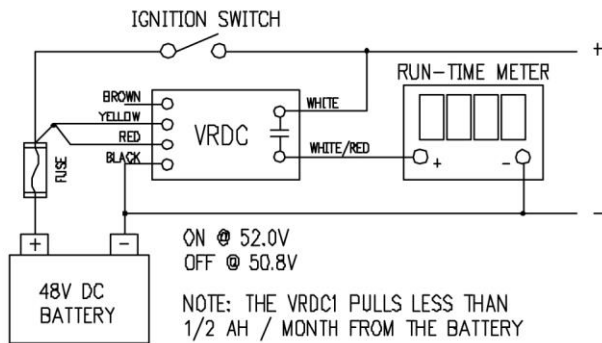 IGNITION SWITCH
+
RUN-TIME METER
BROWN
YELLOW
RED
BLACK
VRDC
WHITE
WHITE/RED
+ -
FUSE
-
+ -
48V DC
BATTERY
ON @ 52.0V
OFF @ 50.8V
NOTE: THE VRDC1 PULLS LESS THAN
1/2 AH / MONTH FROM THE BATTERY